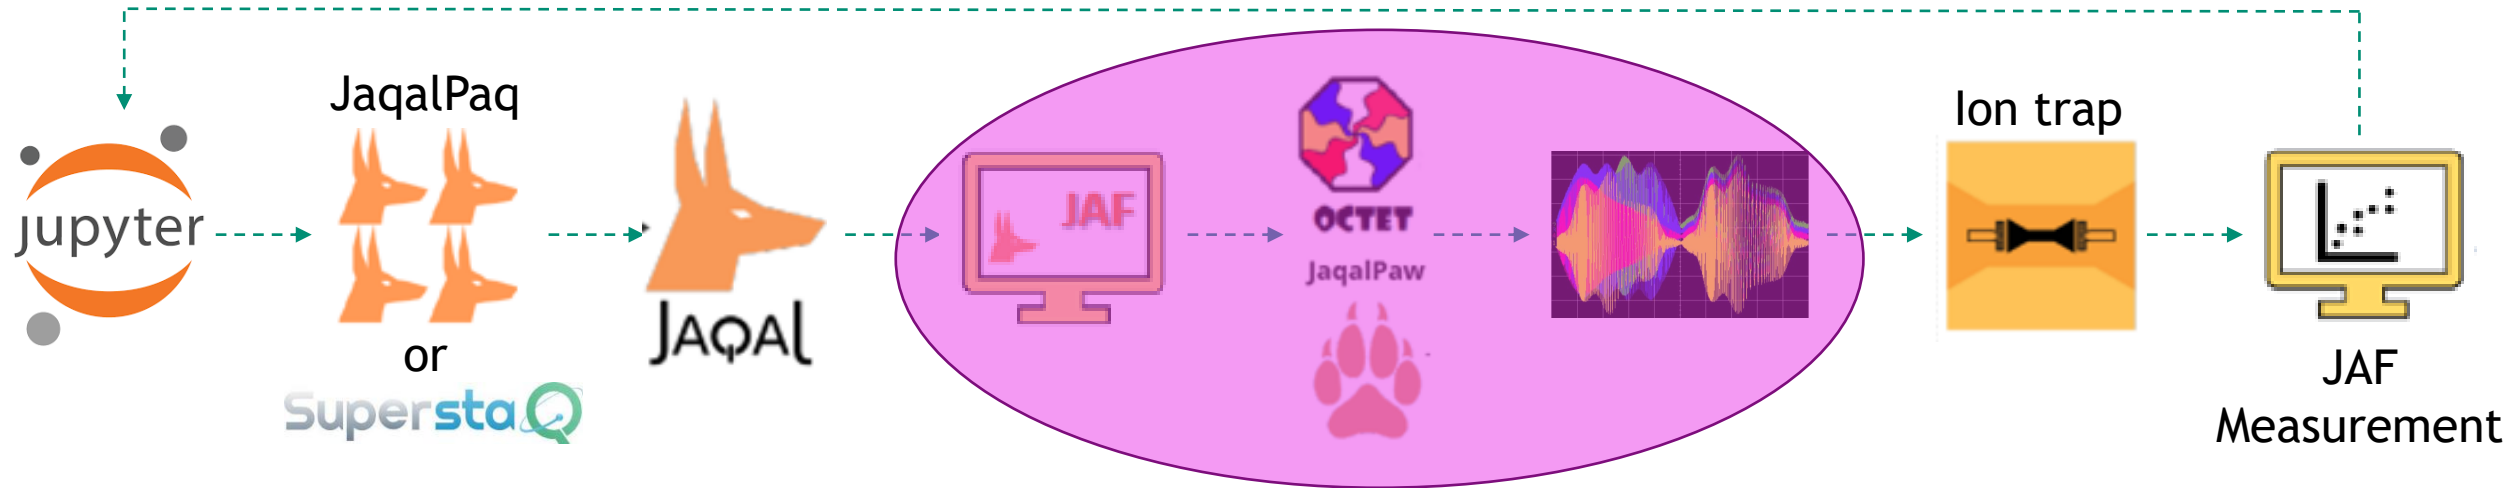 JaqalPaq
jupyter
or
SuperstaQ
JAQAL
JAF
OCTET
JaqalPaw
Ion trap
JAF
Measurement